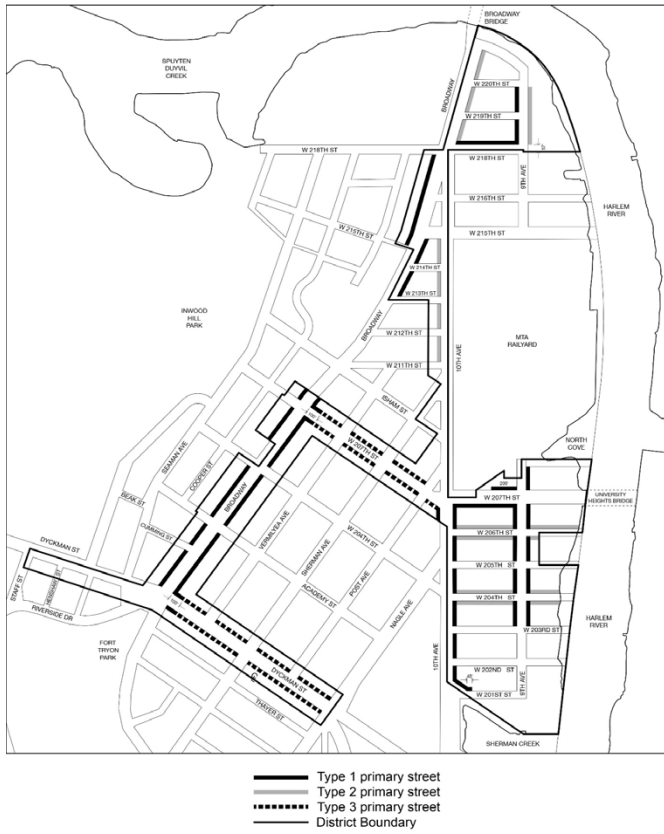 BROADWAY
BRIDGE
SPUYTEN
DUYVIL
CREEK
BROADWAY
W 220TH ST
W 219TH ST
W 218TH ST
W 218TH ST
9TH AVE
W 216TH ST
HARLEM
RIVER
W 215TH ST
W 215TH ST
W 214TH ST
W 213TH ST
INWOOD
HILL
PARK
BROADWAY
W 212TH ST
10TH AVE
MTA
RAILYARD
W 211TH ST
ISHAM ST
100'
W 207TH ST
NORTH
COVE
SEAMAN AVE
COOPER ST
200'
BROADWAY
W 207TH ST
UNIVERSITY
HEIGHTS BRIDGE
BEAK ST
VERMILYEA AVE
CUMMING ST
W 204TH ST
W 206TH ST
DYCKMAN ST
SHERMAN AVE
W 205TH ST
STAFF ST
HENSHAW ST
ACADEMY ST
POST AVE
W 204TH ST
HARLEM
RIVER
RIVERSIDE DR
100'
NAGLE AVE
W 203RD ST
FORT
TRYON
PARK
10TH AVE
DYCKMAN ST
W 202ND ST
9TH AVE
40'
W 201ST ST
THAYER ST
SHERMAN CREEK
Type 1 primary street
Type 2 primary street
Type 3 primary street
District Boundary